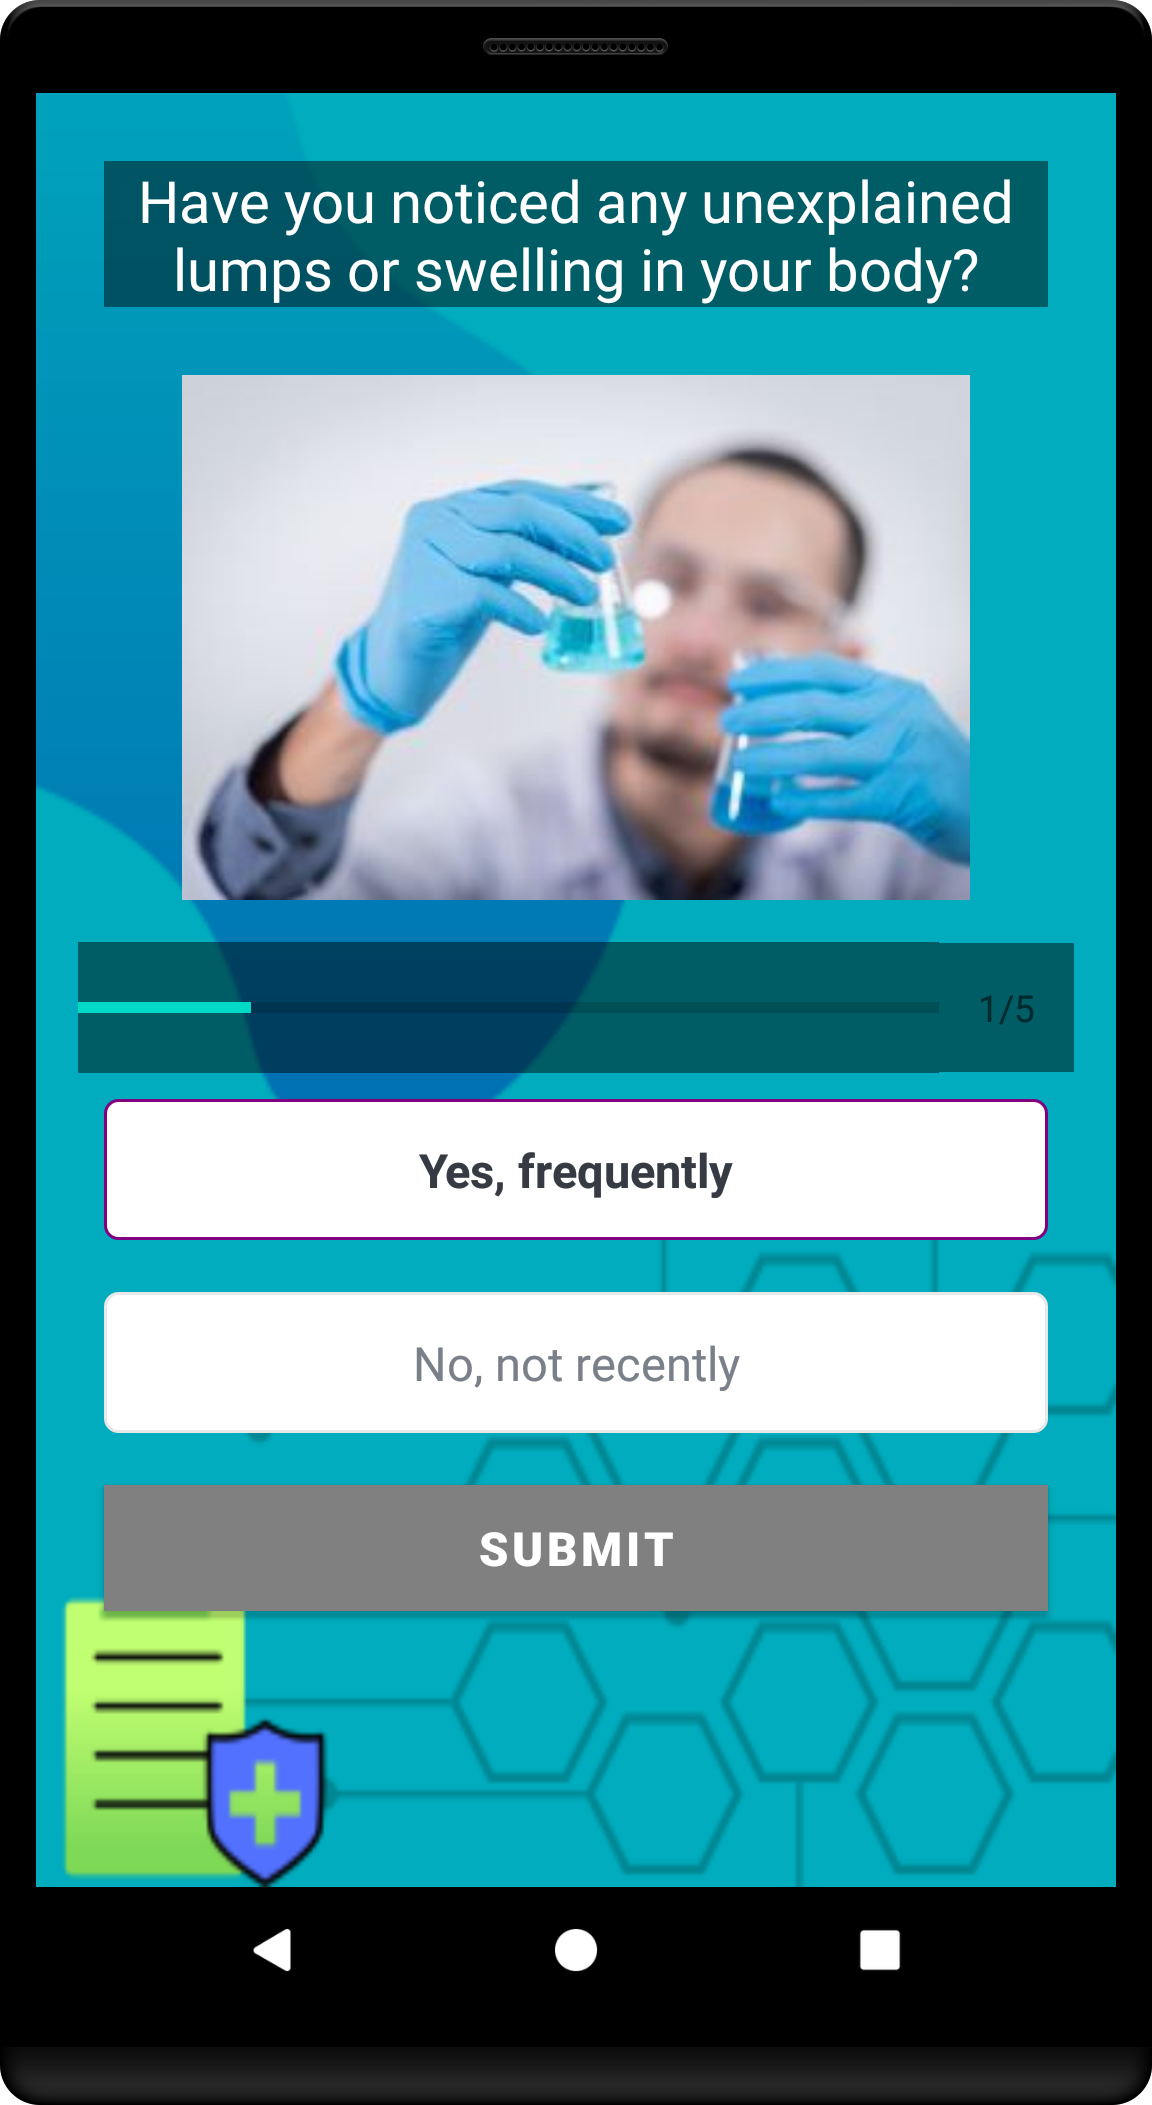 Have you noticed any unexplained
lumps or swelling in your body?
1/5
Yes, frequently
No, not recently
SUBMIT